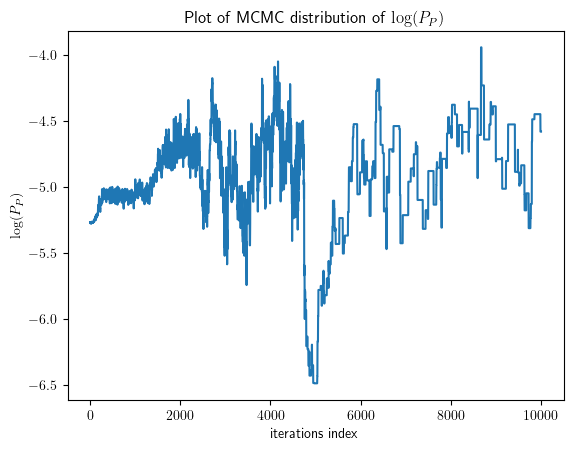 Plot of MCMC distribution of log(P_P)
log(P_P)
−4.0
−4.5
−5.0
−5.5
−6.0
−6.5
0 2000 4000 6000 8000 10000
iterations index